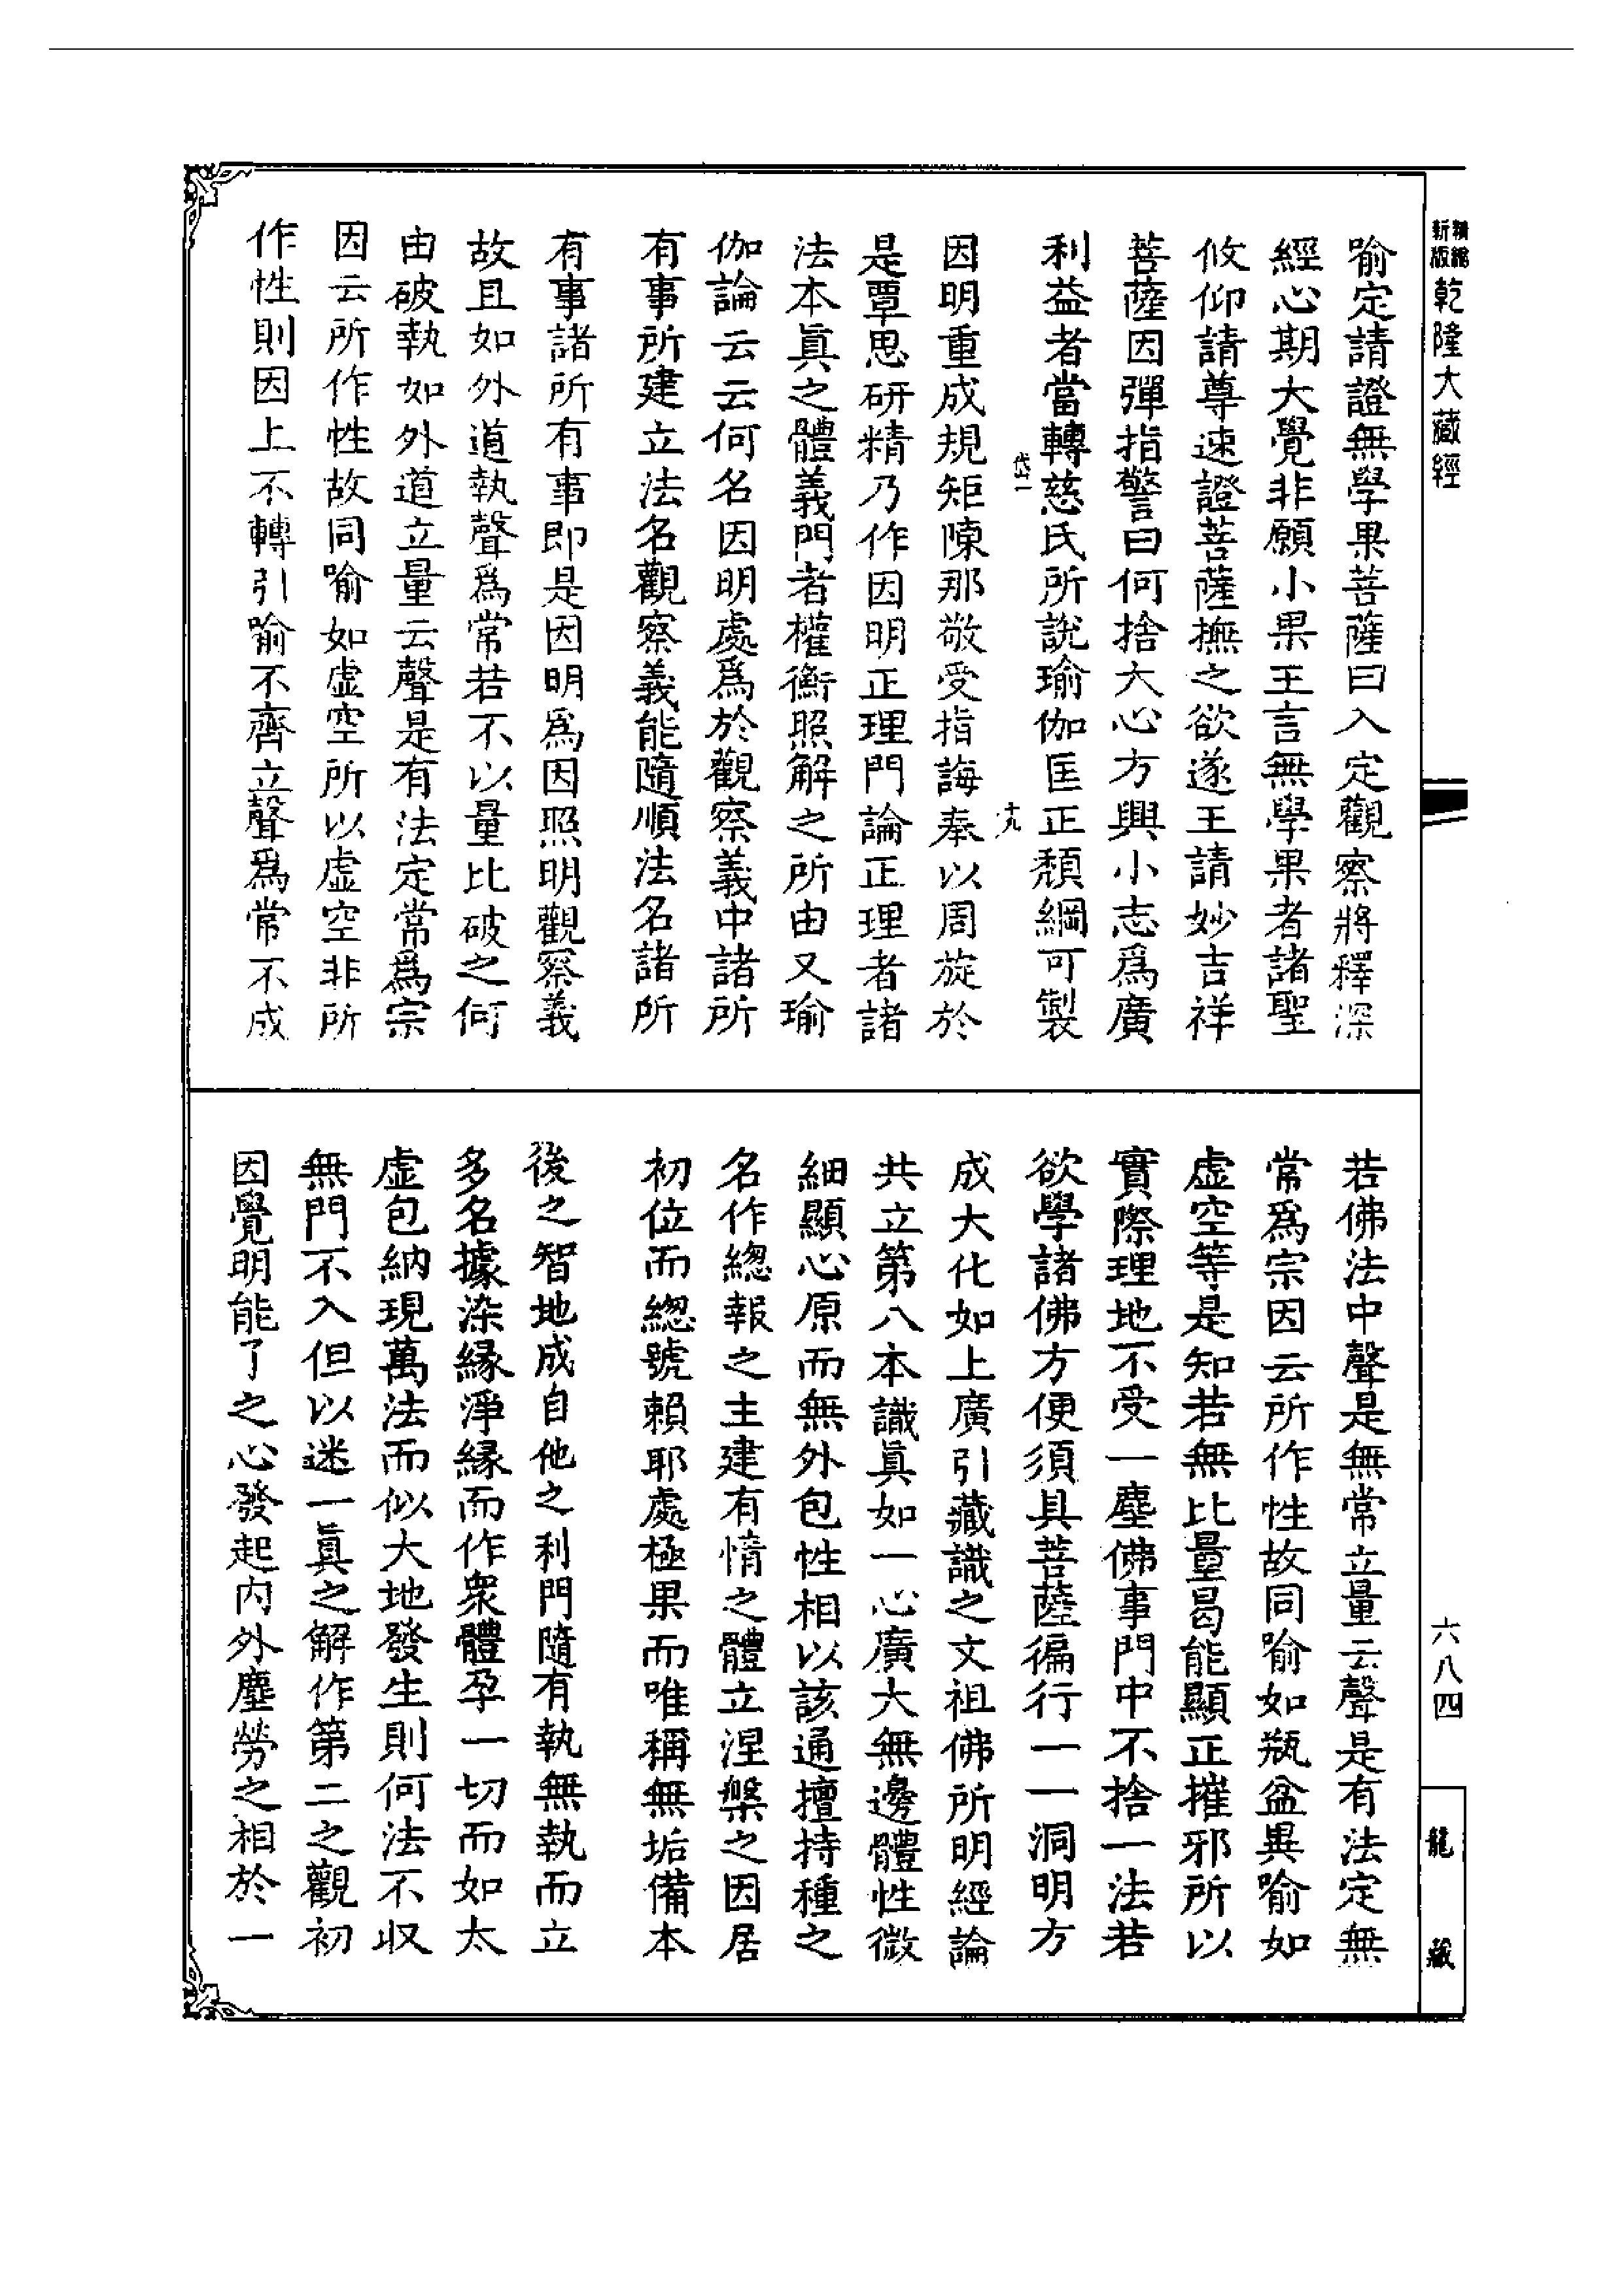 新版
精縮
乾隆大藏經
喻定請證無學果菩薩曰入定觀察將釋深
經心期大覺非願小果王言無學果者諸聖
攸仰請尊速證菩薩撫之欲遂王請妙吉祥
菩薩因彈指警曰何捨大心方興小志爲廣
利益者當轉慈氏所說瑜伽匡正頹綱可製
岱一
十九
因明重成規矩陳那敬受指誨奉以周旋於
是覃思研精乃作因明正理門論正理者諸
法本真之體義門者權衡照解之所由又瑜
伽論云云何名因明處爲於觀察義中諸所
有事所建立法名觀察義能隨順法名諸所
有事諸所有事即是因明爲因照明觀察義
故且如外道執聲爲常若不以量比破之何
由破執如外道立量云聲是有法定常爲宗
因云所作性故同喻如虛空所以虛空非所
作性則因上不轉引喻不齊立聲爲常不成
若佛法中聲是無常立量云聲是有法定無
常爲宗因云所作性故同喻如瓶盆異喻如
虛空等是知若無比量曷能顯正摧邪所以
實際理地不受一塵佛事門中不捨一法若
欲學諸佛方便須具菩薩徧行一一洞明方
成大化如上廣引藏識之文祖佛所明經論
共立第八本識真如一心廣大無邊體性微
細顯心原而無外包性相以該通擅持種之
名作總報之主建有情之體立涅槃之因居
初位而總號賴耶處極果而唯稱無垢備本
後之智地成自他之利門隨有執無執而立
多名據染緣淨緣而作衆體孕一切而如太
虛包納現萬法而似大地發生則何法不收
無門不入但以迷一真之解作第二之觀初
因覺明能了之心發起內外塵勞之相於一
六八四
龍藏